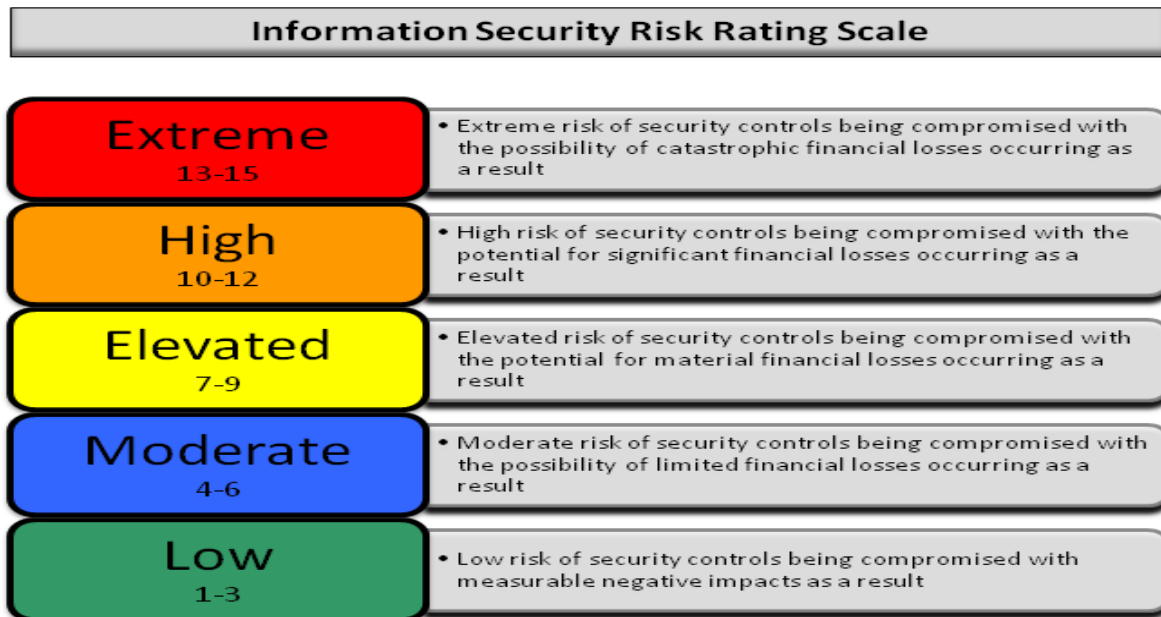 Information Security Risk Rating Scale
Extreme
13-15
• Extreme risk of security controls being compromised with
the possibility of catastrophic financial losses occurring as
a result
High
10-12
• High risk of security controls being compromised with the
potential for significant financial losses occurring as a
result
Elevated
7-9
• Elevated risk of security controls being compromised with
the potential for material financial losses occurring as a
result
Moderate
4-6
• Moderate risk of security controls being compromised with
the possibility of limited financial losses occurring as a
result
Low
1-3
• Low risk of security controls being compromised with
measurable negative impacts as a result